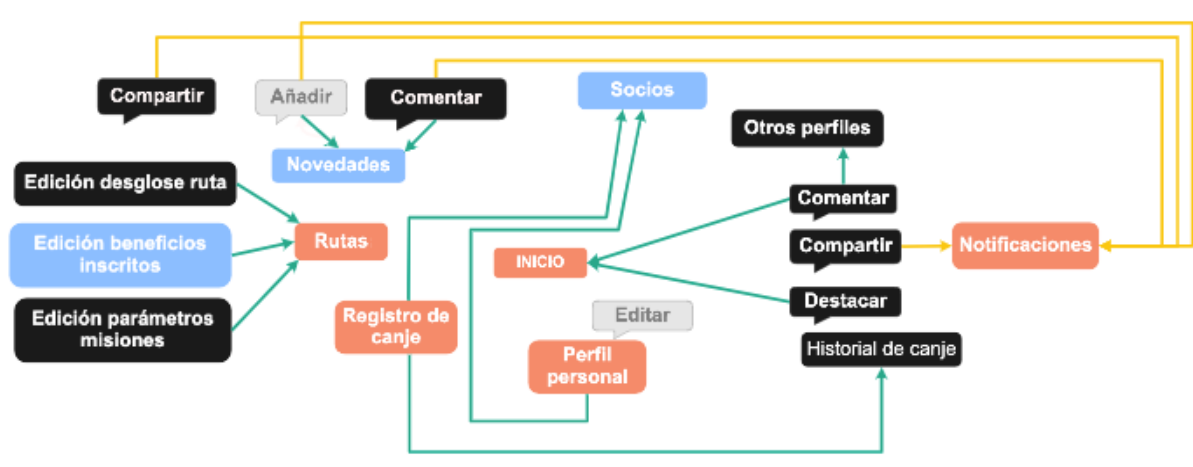 Compartir
Añadir
Comentar
Socios
Otros perfiles
Novedades
Edición desglose ruta
Comentar
Edición beneficios
inscritos
Rutas
INICIO
Compartir
Notificaciones
Edición parámetros
misiones
Registro de
canje
Editar
Destacar
Perfil
personal
Historial de canje